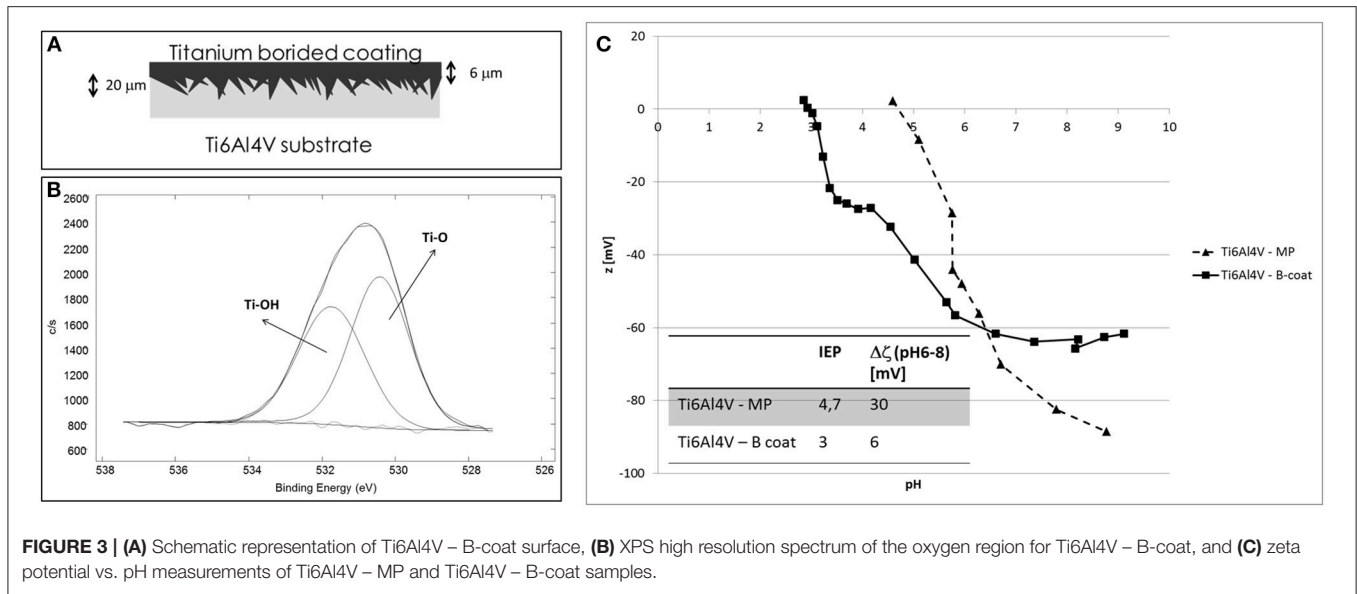 A
Titanium borided coating
20 µm
6 µm
Ti6Al4V substrate
B
2600
2400
2200
2000
1800
1600
1400
1200
1000
800
600
c/s
Ti-O
Ti-OH
538
536
534
532
530
528
526
Binding Energy (eV)
C
20
0
-20
-40
-60
-80
-100
z [mV]
0
1
2
3
4
5
6
7
8
9
10
pH
Ti6Al4V - MP
Ti6Al4V - B-coat
IEP Δζ (pH6-8)
[mV]
Ti6Al4V - MP 4,7 30
Ti6Al4V – B coat 3 6
FIGURE 3 | (A) Schematic representation of Ti6Al4V – B-coat surface, (B) XPS high resolution spectrum of the oxygen region for Ti6Al4V – B-coat, and (C) zeta
potential vs. pH measurements of Ti6Al4V – MP and Ti6Al4V – B-coat samples.